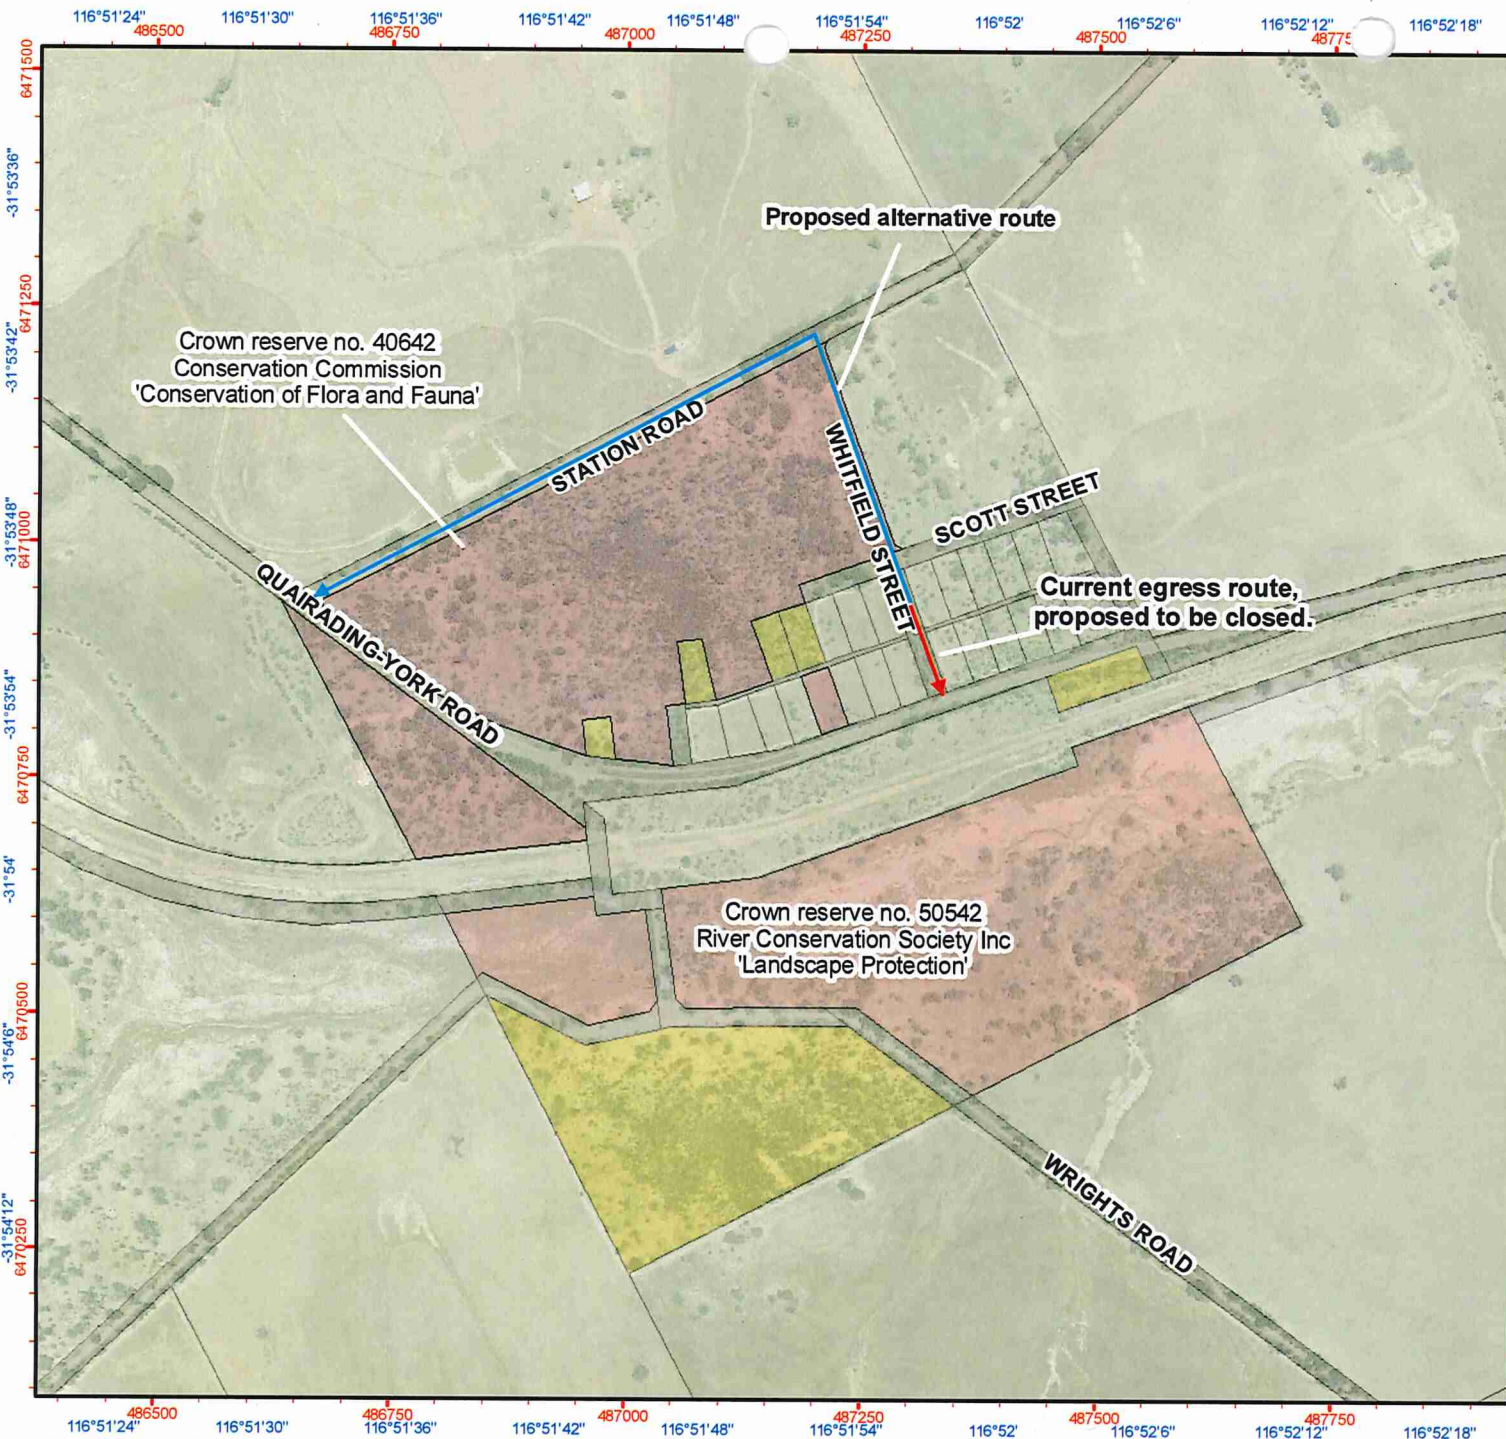 116°51'24" 116°51'30" 116°51'36" 116°51'42" 116°51'48" 116°51'54" 116°52' 116°52'6" 116°52'12" 116°52'18"
486500 486750 487000 487250 487500 4877
6471500
-31°53'36"
6471250
-31°53'42"
-31°53'48"
6471000
-31°53'54"
6470750
-31°54'
6470500
-31°54'6"
-31°54'12"
6470250
Proposed alternative route
Crown reserve no. 40642
Conservation Commission
'Conservation of Flora and Fauna'
STATION ROAD
WHITFIELD STREET
SCOTT STREET
QUAIRADING-YORK ROAD
Current egress route,
proposed to be closed.
Crown reserve no. 50542
River Conservation Society Inc
'Landscape Protection'
WRIGHTS ROAD
486500 486750 487000 487250 487500 487750
116°51'24" 116°51'30" 116°51'36" 116°51'42" 116°51'48" 116°51'54" 116°52' 116°52'6" 116°52'12" 116°52'18"